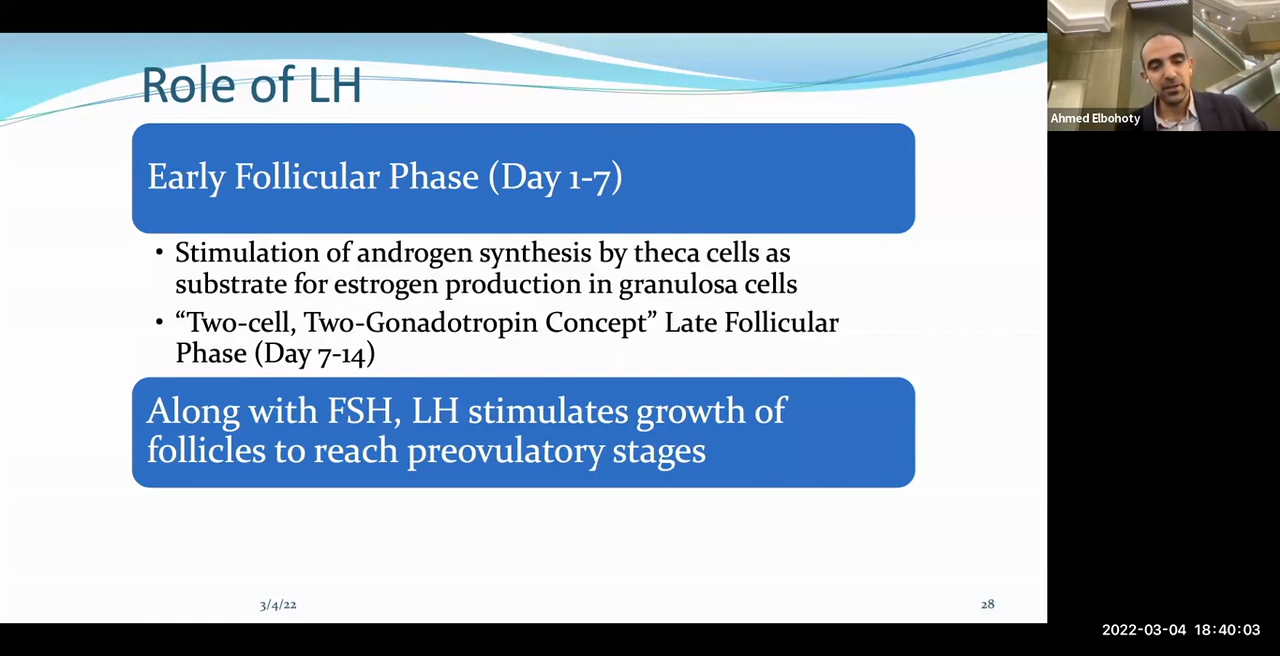 Role of LH
Early Follicular Phase (Day 1-7)
• Stimulation of androgen synthesis by theca cells as
substrate for estrogen production in granulosa cells
• “Two-cell, Two-Gonadotropin Concept” Late Follicular
Phase (Day 7-14)
Along with FSH, LH stimulates growth of
follicles to reach preovulatory stages
3/4/22
28
Ahmed Elbohoty
2022-03-04 18:40:03